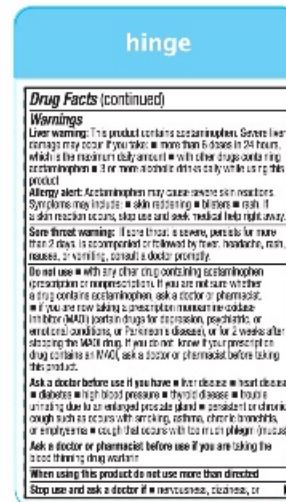 hinge
Drug Facts (continued)
Warnings
Liver warning: This product contains acetaminophen. Severe liver
damage may occur if you take: ■ more than 6 doses in 24 hours,
which is the maximum daily amount ■ with other drugs containing
acetaminophen ■ 3 or more alcoholic drinks daily while using this
product
Allergy alert: Acetaminophen may cause severe skin reactions.
Symptoms may include: ■ skin reddening ■ blisters ■ rash. If
a skin reaction occurs, stop use and seek medical help right away.
Sore throat warning: If sore throat is severe, persists for more
than 2 days, is accompanied or followed by fever, headache, rash,
nausea, or vomiting, consult a doctor promptly.
Do not use ■ with any other drug containing acetaminophen
(prescription or nonprescription). If you are not sure whether
a drug contains acetaminophen, ask a doctor or pharmacist.
■ if you are now taking a prescription monoamine oxidase
inhibitor (MAOI) (certain drugs for depression, psychiatric, or
emotional conditions, or Parkinson's disease), or for 2 weeks after
stopping the MAOI drug. If you do not know if your prescription
drug contains an MAOI, ask a doctor or pharmacist before taking
this product.
Ask a doctor before use if you have ■ liver disease ■ heart disease
■ diabetes ■ high blood pressure ■ thyroid disease ■ trouble
urinating due to an enlarged prostate gland ■ persistent or chronic
cough such as occurs with smoking, asthma, chronic bronchitis,
or emphysema ■ cough that occurs with too much phlegm (mucus)
Ask a doctor or pharmacist before use if you are taking the
blood thinning drug warfarin
When using this product do not use more than directed
Stop use and ask a doctor if ■ nervousness, dizziness, or